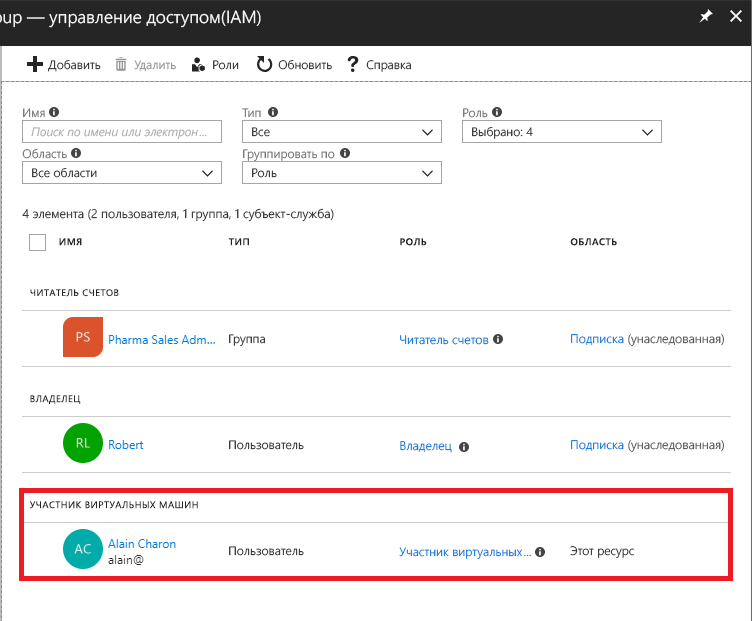 oup — управление доступом(IAM)
Добавить Удалить Роли Обновить Справка
Имя Тип Роль
Поиск по имени или электрон... Все Выбрано: 4
Область Группировать по
Все области Роль
4 элемента (2 пользователя, 1 группа, 1 субъект-служба)
ИМЯ ТИП РОЛЬ ОБЛАСТЬ
ЧИТАТЕЛЬ СЧЕТОВ
PS Pharma Sales Adm... Группа Читатель счетов Подписка (унаследованная)
ВЛАДЕЛЕЦ
RL Robert Пользователь Владелец Подписка (унаследованная)
УЧАСТНИК ВИРТУАЛЬНЫХ МАШИН
AC Alain Charon Пользователь Участник виртуальных... Этот ресурс
alain@